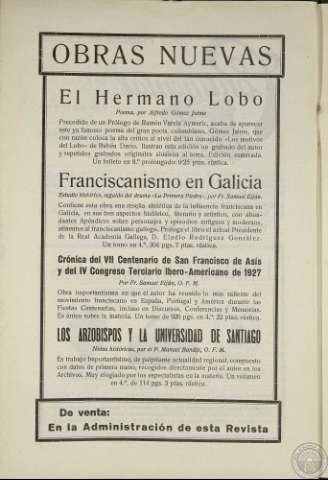 OBRAS NUEVAS
El Hermano Lobo
Poema, por Alfredo Gómez Jaime
Precedido de un Prólogo de Ramón Vercía Aymeric, acaba de aparecer
este ya famoso poema del gran poeta colombiano, Gómez Jaime, que
con razón coloca la alta crítica al nivel del tan conocido «Los motivos
del Lobo» de Rubén Darío. Ilustran esta edición un grabado del autor
y repetidos grabados originales alusivos al tema. Edición esmerada.
Un folleto en 8.º prolongado 0'25 ptas. rústica.
Franciscanismo en Galicia
Estudio histórico, seguido del drama «La Primera Piedra», por Fr. Samuel Eiján.
Contiene esta obra una reseña sintética de la influencia franciscana en
Galicia, en sus tres aspectos histórico, literario y artístico, con abun-
dantes Apéndices sobre personajes y episodios antiguos y modernos,
atinentes al franciscanismo gallego. Prologa el libro el actual Presidente
de la Real Academia Gallega, D. Eladio Rodríguez González.
Un tomo en 4.º, 304 pgs. 7 ptas. rústica.
Crónica del VII Centenario de San Francisco de Asís
y del IV Congreso Terciario Ibero-Americano de 1927
Por Fr. Samuel Eiján, O. F. M.
Obra importantísima en que el autor ha reunido lo más saliente del
movimiento franciscano en España, Portugal y América durante las
Fiestas Centenarias, incluso en Discursos, Conferencias y Memorias.
Es única sobre la materia. Un tomo de 920 pgs. en 4.º 22 ptas. rústica.
LOS ARZOBISPOS Y LA UNIVERSIDAD DE SANTIAGO
Notas históricas, por el P. Manuel Bandín, O. F. M.
Es trabajo importantísimo, de palpitante actualidad regional, compuesto
con datos de primera mano, recogidos directamente por el autor en los
Archivos. Muy elogiado por los especialistas en la materia. Un volumen
en 4.º, de 114 pgs. 3 ptas. rústica.
De venta:
En la Administración de esta Revista